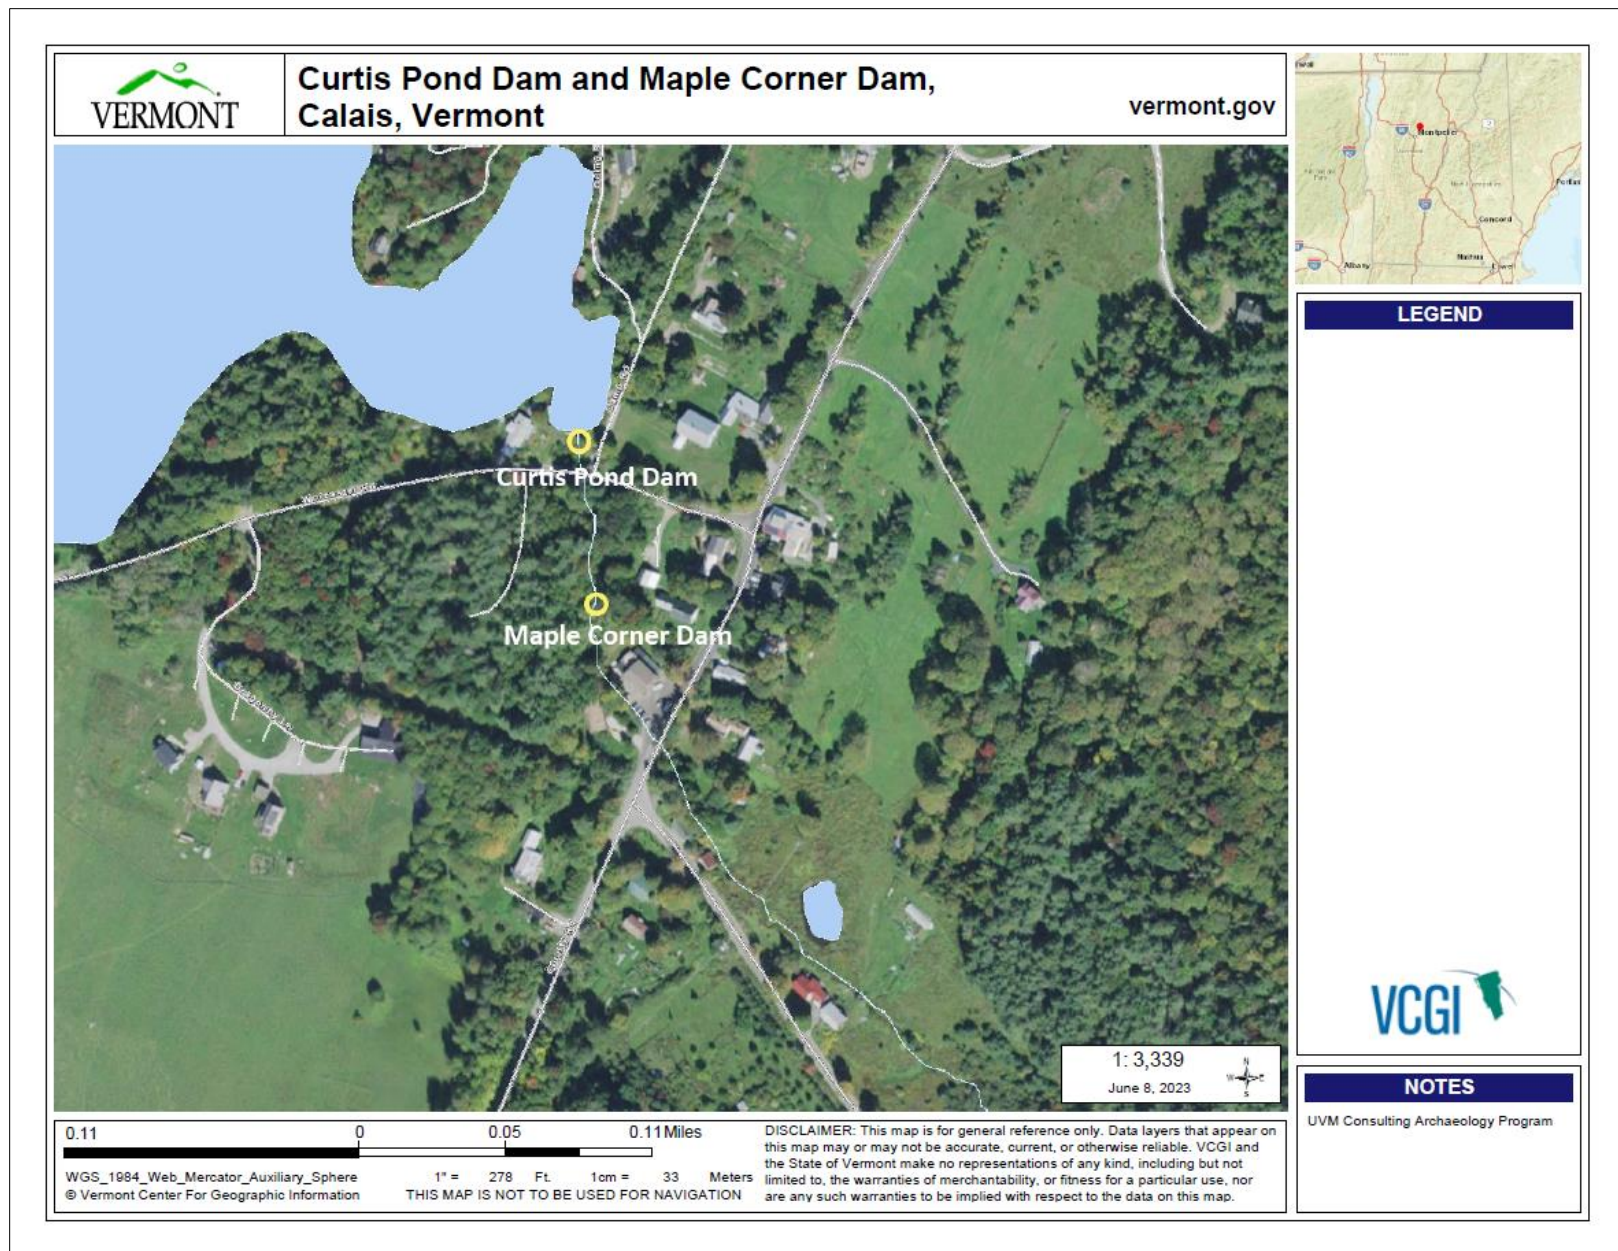 VERMONT
Curtis Pond Dam and Maple Corner Dam,
Calais, Vermont
vermont.gov
Montpelier
Concord
Albany
LEGEND
Curtis Pond Dam
Maple Corner Dam
VCGI
1: 3,339
June 8, 2023
N
W E
S
NOTES
UVM Consulting Archaeology Program
0.11 0 0.05 0.11 Miles
WGS_1984_Web_Mercator_Auxiliary_Sphere
© Vermont Center For Geographic Information
1" = 278 Ft. 1cm = 33 Meters
THIS MAP IS NOT TO BE USED FOR NAVIGATION
DISCLAIMER: This map is for general reference only. Data layers that appear on
this map may or may not be accurate, current, or otherwise reliable. VCGI and
the State of Vermont make no representations of any kind, including but not
limited to, the warranties of merchantability, or fitness for a particular use, nor
are any such warranties to be implied with respect to the data on this map.